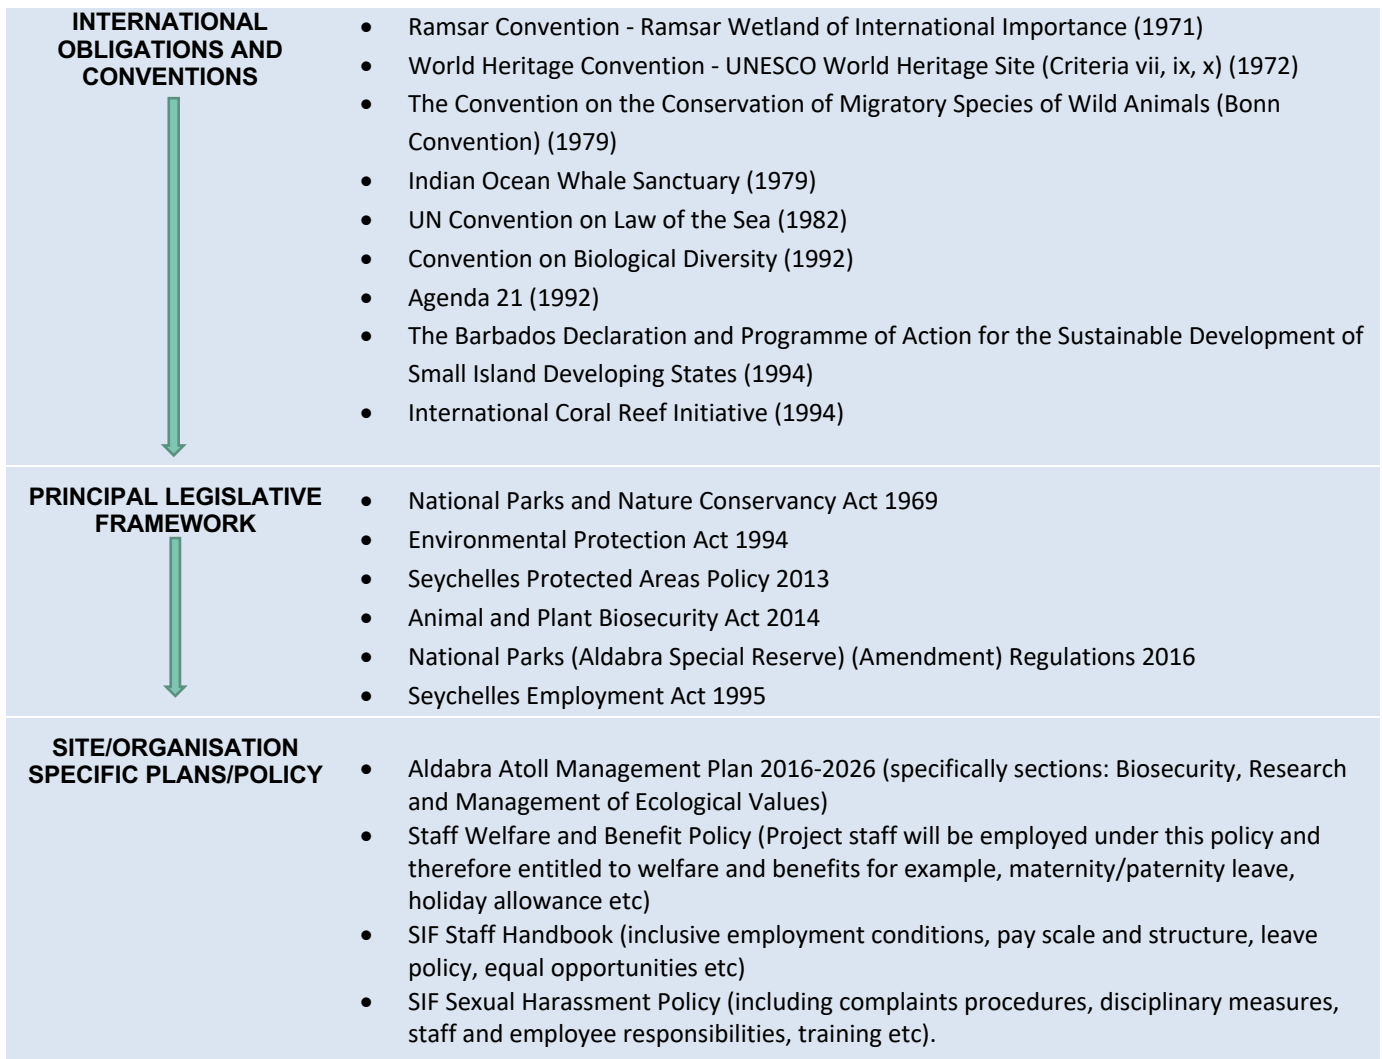 INTERNATIONAL
OBLIGATIONS AND
CONVENTIONS
• Ramsar Convention - Ramsar Wetland of International Importance (1971)
• World Heritage Convention - UNESCO World Heritage Site (Criteria vii, ix, x) (1972)
• The Convention on the Conservation of Migratory Species of Wild Animals (Bonn
Convention) (1979)
• Indian Ocean Whale Sanctuary (1979)
• UN Convention on Law of the Sea (1982)
• Convention on Biological Diversity (1992)
• Agenda 21 (1992)
• The Barbados Declaration and Programme of Action for the Sustainable Development of
Small Island Developing States (1994)
• International Coral Reef Initiative (1994)
PRINCIPAL LEGISLATIVE
FRAMEWORK
• National Parks and Nature Conservancy Act 1969
• Environmental Protection Act 1994
• Seychelles Protected Areas Policy 2013
• Animal and Plant Biosecurity Act 2014
• National Parks (Aldabra Special Reserve) (Amendment) Regulations 2016
• Seychelles Employment Act 1995
SITE/ORGANISATION
SPECIFIC PLANS/POLICY
• Aldabra Atoll Management Plan 2016-2026 (specifically sections: Biosecurity, Research
and Management of Ecological Values)
• Staff Welfare and Benefit Policy (Project staff will be employed under this policy and
therefore entitled to welfare and benefits for example, maternity/paternity leave,
holiday allowance etc)
• SIF Staff Handbook (inclusive employment conditions, pay scale and structure, leave
policy, equal opportunities etc)
• SIF Sexual Harassment Policy (including complaints procedures, disciplinary measures,
staff and employee responsibilities, training etc).